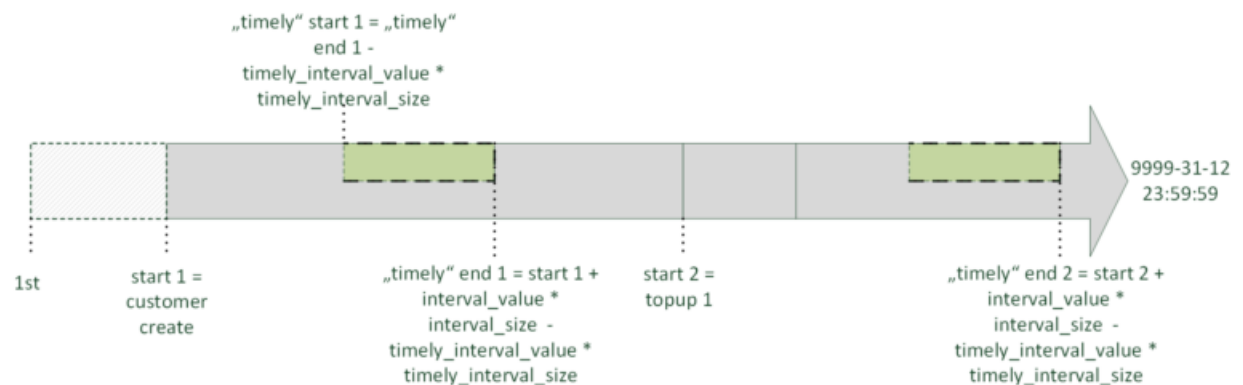 „timely“ start 1 = „timely“
end 1 -
timely_interval_value *
timely_interval_size
9999-31-12
23:59:59
1st
start 1 =
customer
create
„timely“ end 1 = start 1 +
interval_value *
interval_size -
timely_interval_value *
timely_interval_size
start 2 =
topup 1
„timely“ end 2 = start 2 +
interval_value *
interval_size -
timely_interval_value *
timely_interval_size